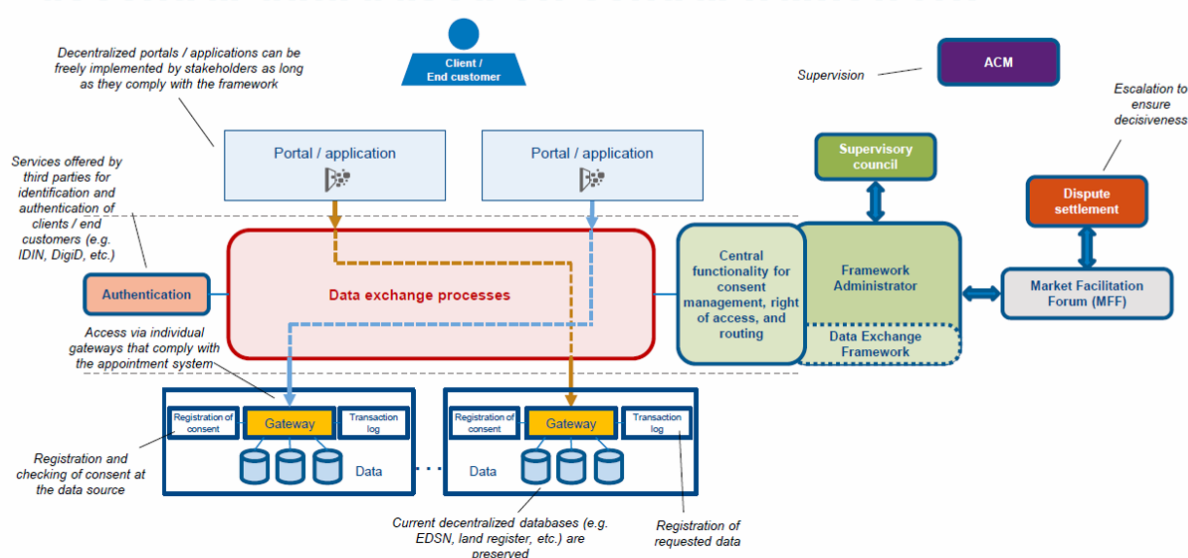 Decentralized portals / applications can be
freely implemented by stakeholders as long
as they comply with the framework
Client /
End customer
Supervision
ACM
Escalation to
ensure
decisiveness
Portal / application
Portal / application
Supervisory
council
Dispute
settlement
Services offered by
third parties for
identification and
authentication of
clients / end
customers (e.g.
IDIN, DigiD, etc.)
Authentication
Data exchange processes
Central
functionality for
consent
management, right
of access, and
routing
Framework
Administrator
Data Exchange
Framework
Market Facilitation
Forum (MFF)
Access via individual
gateways that comply with
the appointment system
Registration of
consent
Gateway
Transaction
log
Data
Registration of
consent
Gateway
Transaction
log
Data
Registration and
checking of consent at
the data source
Current decentralized databases (e.g.
EDSN, land register, etc.) are
preserved
Registration of
requested data